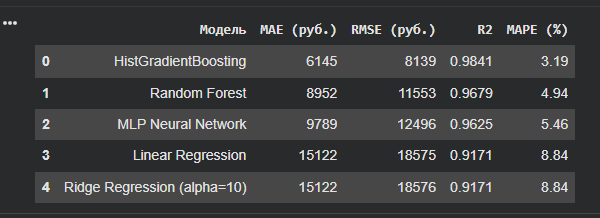 Модель MAE (руб.) RMSE (руб.) R2 MAPE (%)
0 HistGradientBoosting 6145 8139 0.9841 3.19
1 Random Forest 8952 11553 0.9679 4.94
2 MLP Neural Network 9789 12496 0.9625 5.46
3 Linear Regression 15122 18575 0.9171 8.84
4 Ridge Regression (alpha=10) 15122 18576 0.9171 8.84